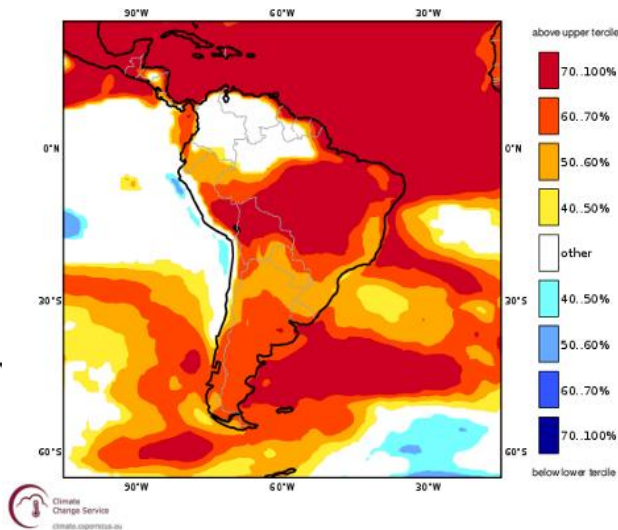 90°W 60°W 30°W
above upper tercile
70..100%
60..70%
50..60%
40..50%
other
40..50%
50..60%
60..70%
70..100%
below lower tercile
0°N 0°N
30°S 30°S
60°S 60°S
90°W 60°W 30°W
Climate
Change Service
climate.copernicus.eu